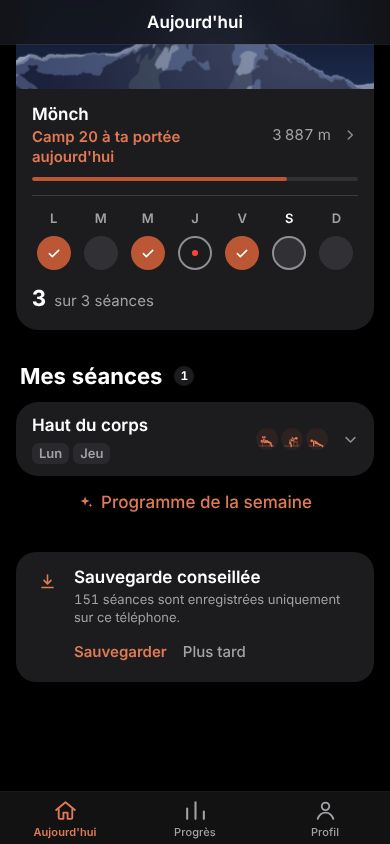 Aujourd'hui
Mönch
Camp 20 à ta portée
aujourd'hui
3 887 m
L M M J V S D
3 sur 3 séances
Mes séances 1
Haut du corps
Lun Jeu
Programme de la semaine
Sauvegarde conseillée
151 séances sont enregistrées uniquement
sur ce téléphone.
Sauvegarder Plus tard
Aujourd'hui Progrès Profil